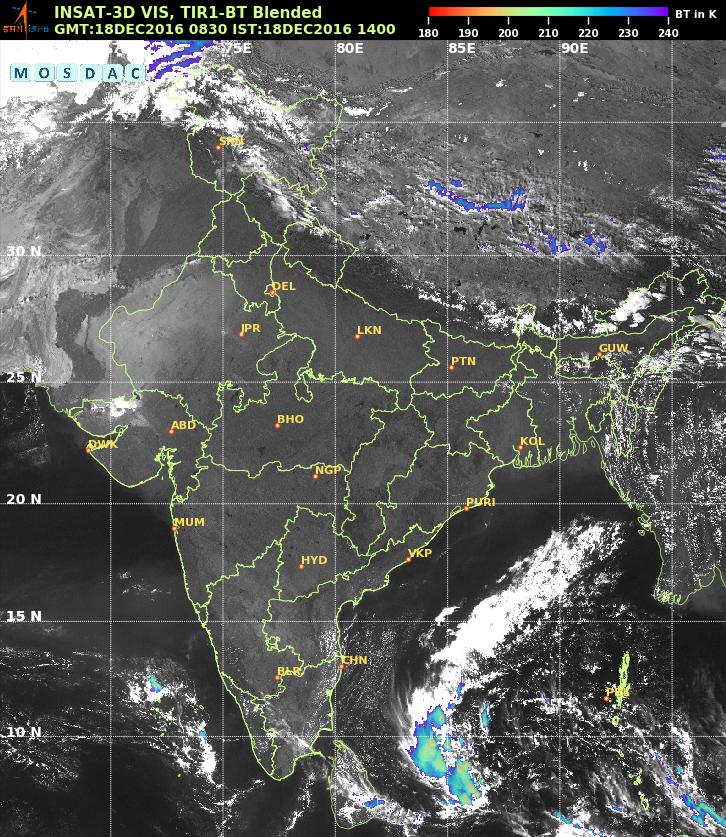 INSAT-3D VIS, TIR1-BT Blended
GMT:18DEC2016 0830 IST:18DEC2016 1400
BT in K
180 190 200 210 220 230 240
75E 80E 85E 90E
MOSDAC
30 N
DEL
JPR
LKN
GUW
PTN
25 N
ABD
BHO
KOL
DWK
NGP
20 N
PURI
MUM
VKP
HYD
15 N
CHN
BLR
10 N